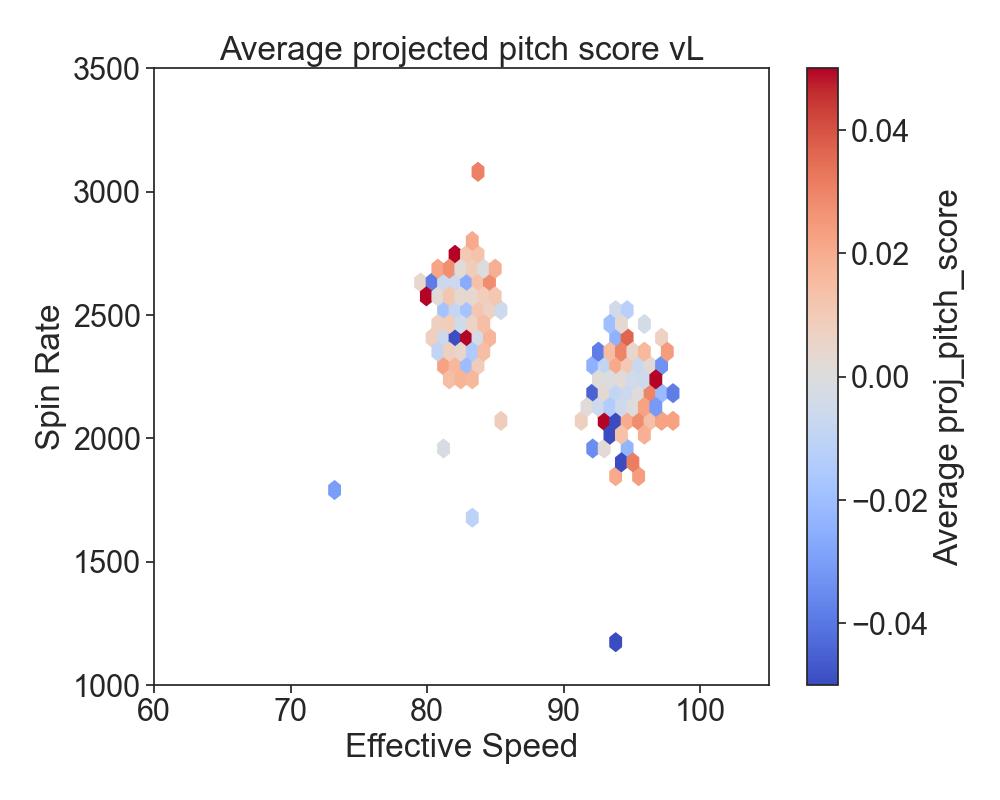 Average projected pitch score vL
3500
3000
2500
2000
1500
1000
Spin Rate
60 70 80 90 100
Effective Speed
0.04
0.02
0.00
−0.02
−0.04
Average proj_pitch_score